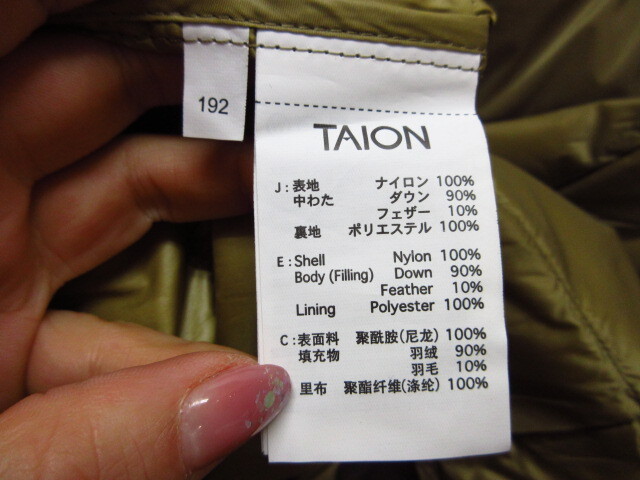 192
TAION
J：表地 ナイロン 100%
中わた ダウン 90%
フェザー 10%
裏地 ポリエステル 100%
E：Shell Nylon 100%
Body (Filling) Down 90%
Feather 10%
Lining Polyester 100%
C：表面料 聚酰胺(尼龙) 100%
填充物 羽绒 90%
羽毛 10%
里布 聚酯纤维(涤纶) 100%